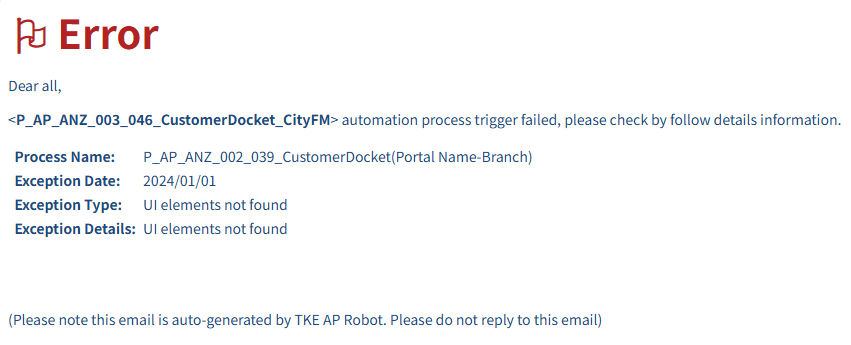 Error
Dear all,
<P_AP_ANZ_003_046_CustomerDocket_CityFM> automation process trigger failed, please check by follow details information.
Process Name: P_AP_ANZ_002_039_CustomerDocket(Portal Name-Branch)
Exception Date: 2024/01/01
Exception Type: UI elements not found
Exception Details: UI elements not found
(Please note this email is auto-generated by TKE AP Robot. Please do not reply to this email)